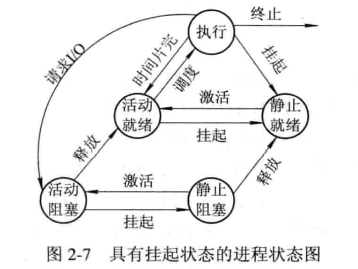 终止
执行
请求I/O
时间片完
调度
挂起
活动
就绪
激活
挂起
静止
就绪
释放
释放
活动
阻塞
激活
挂起
静止
阻塞
图 2-7 具有挂起状态的进程状态图